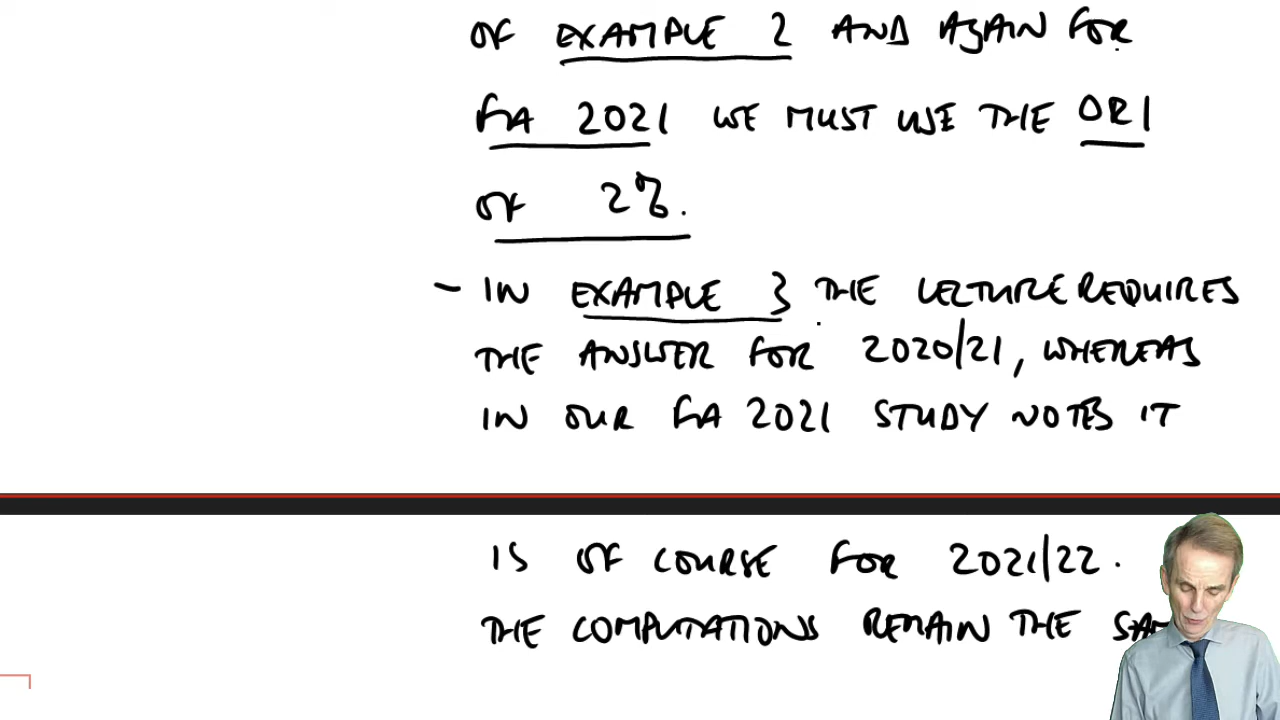 OF EXAMPLE 2 AND AGAIN FOR
FA 2021 WE MUST USE THE ORI
OF 2%.
- IN EXAMPLE 3 THE LECTURE REQUIRES
THE ANSWER FOR 2020/21, WHEREAS
IN OUR FA 2021 STUDY NOTES IT
IS OF COURSE FOR 2021/22.
THE COMPUTATIONS REMAIN THE